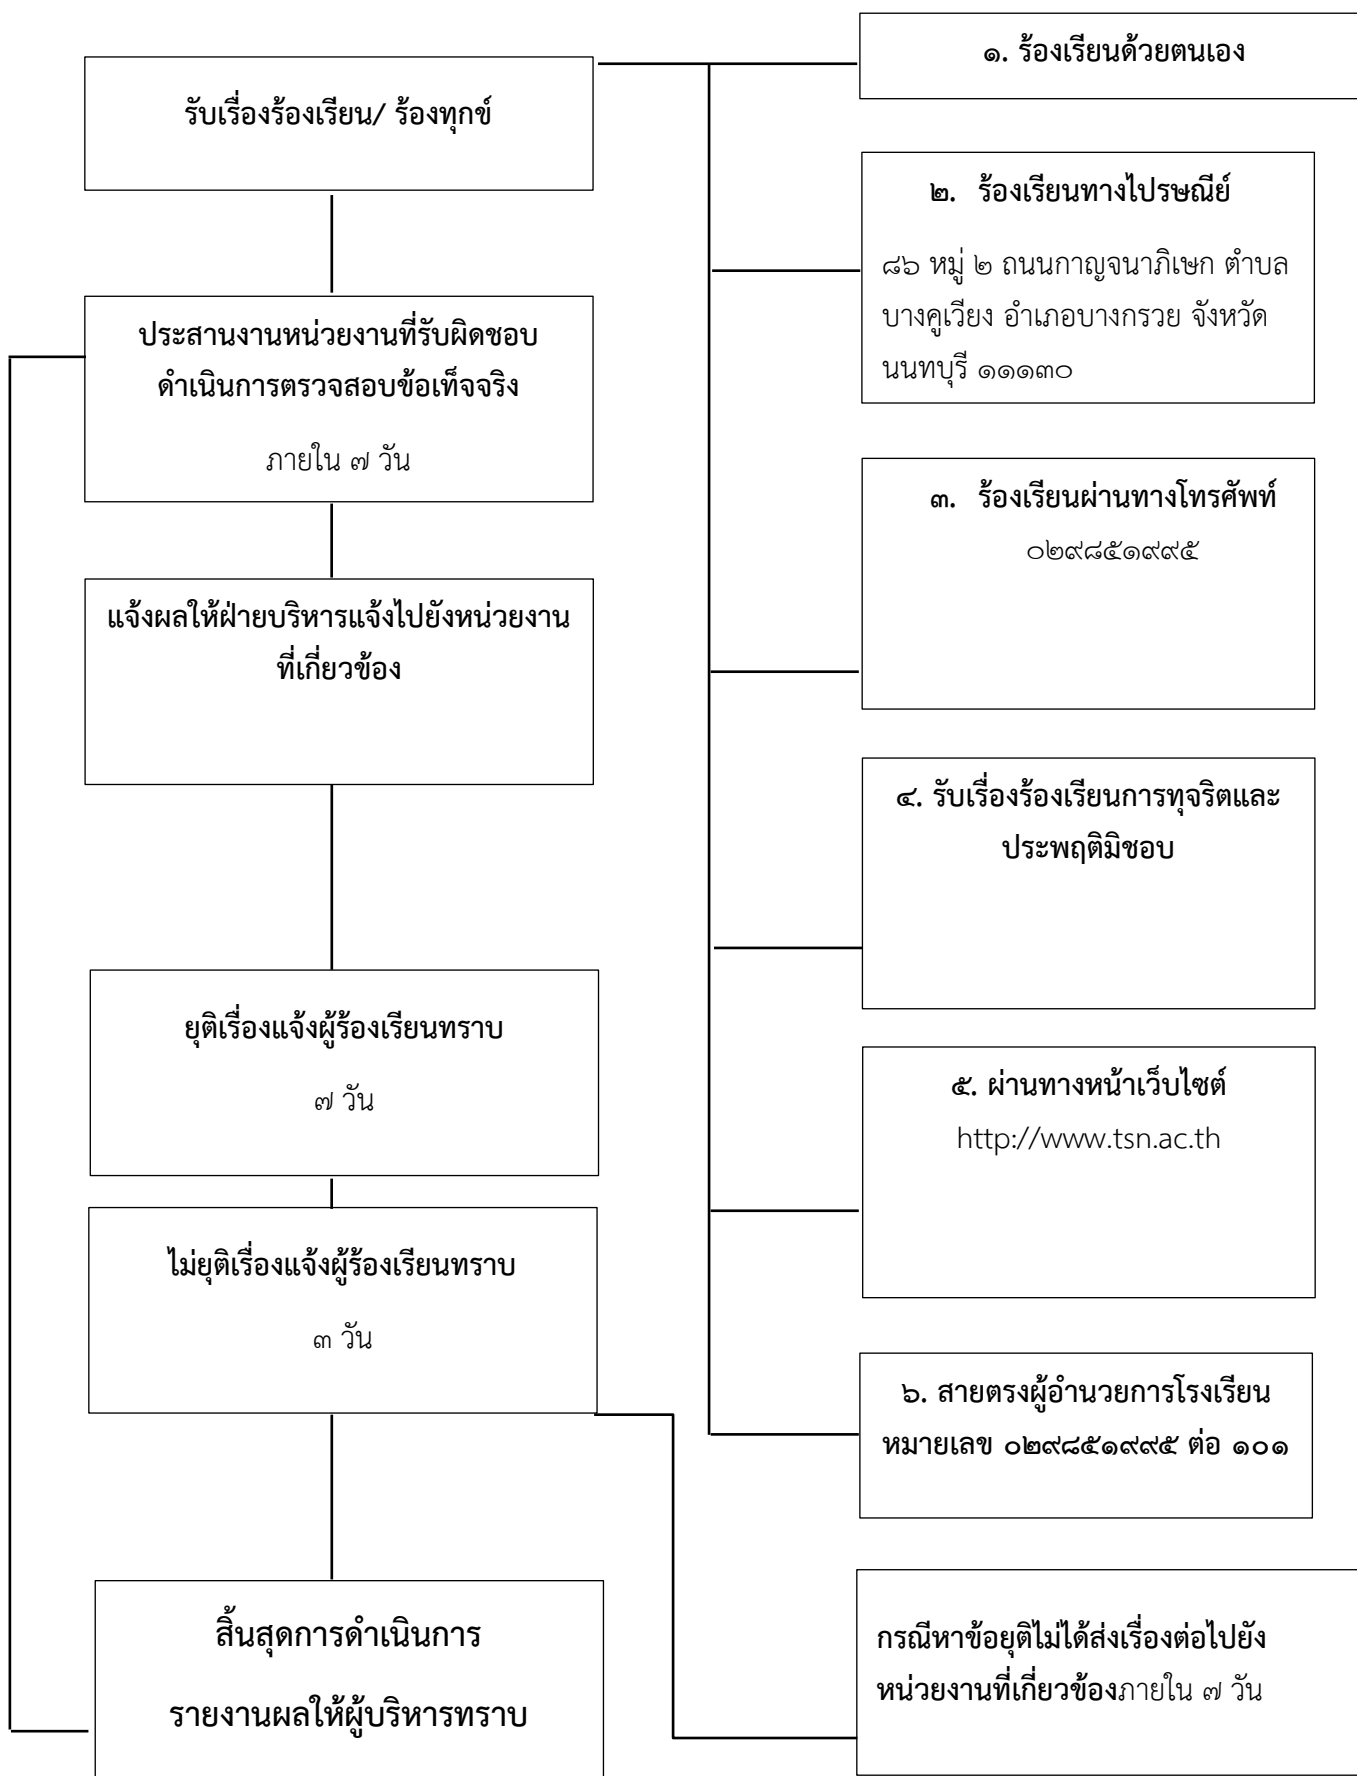 รับเรื่องร้องเรียน/ ร้องทุกข์
ประสานงานหน่วยงานที่รับผิดชอบ
ดำเนินการตรวจสอบข้อเท็จจริง
ภายใน ๗ วัน
แจ้งผลให้ฝ่ายบริหารแจ้งไปยังหน่วยงาน
ที่เกี่ยวข้อง
ยุติเรื่องแจ้งผู้ร้องเรียนทราบ
๗ วัน
ไม่ยุติเรื่องแจ้งผู้ร้องเรียนทราบ
๓ วัน
สิ้นสุดการดำเนินการ
รายงานผลให้ผู้บริหารทราบ
๑. ร้องเรียนด้วยตนเอง
๒. ร้องเรียนทางไปรษณีย์
๘๖ หมู่ ๒ ถนนกาญจนาภิเษก ตำบล
บางคูเวียง อำเภอบางกรวย จังหวัด
นนทบุรี ๑๑๑๓๐
๓. ร้องเรียนผ่านทางโทรศัพท์
๐๒๙๘๕๑๙๙๕
๔. รับเรื่องร้องเรียนการทุจริตและ
ประพฤติมิชอบ
๕. ผ่านทางหน้าเว็บไซต์
http://www.tsn.ac.th
๖. สายตรงผู้อำนวยการโรงเรียน
หมายเลข ๐๒๙๘๕๑๙๙๕ ต่อ ๑๐๑
กรณีหาข้อยุติไม่ได้ส่งเรื่องต่อไปยัง
หน่วยงานที่เกี่ยวข้องภายใน ๗ วัน